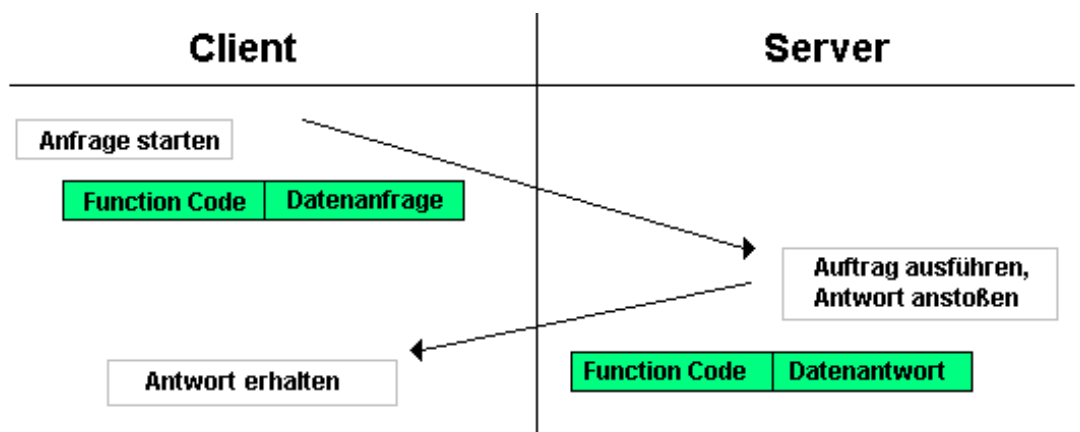 Client
Server
Anfrage starten
Function Code
Datenanfrage
Auftrag ausführen,
Antwort anstoßen
Function Code
Datenantwort
Antwort erhalten